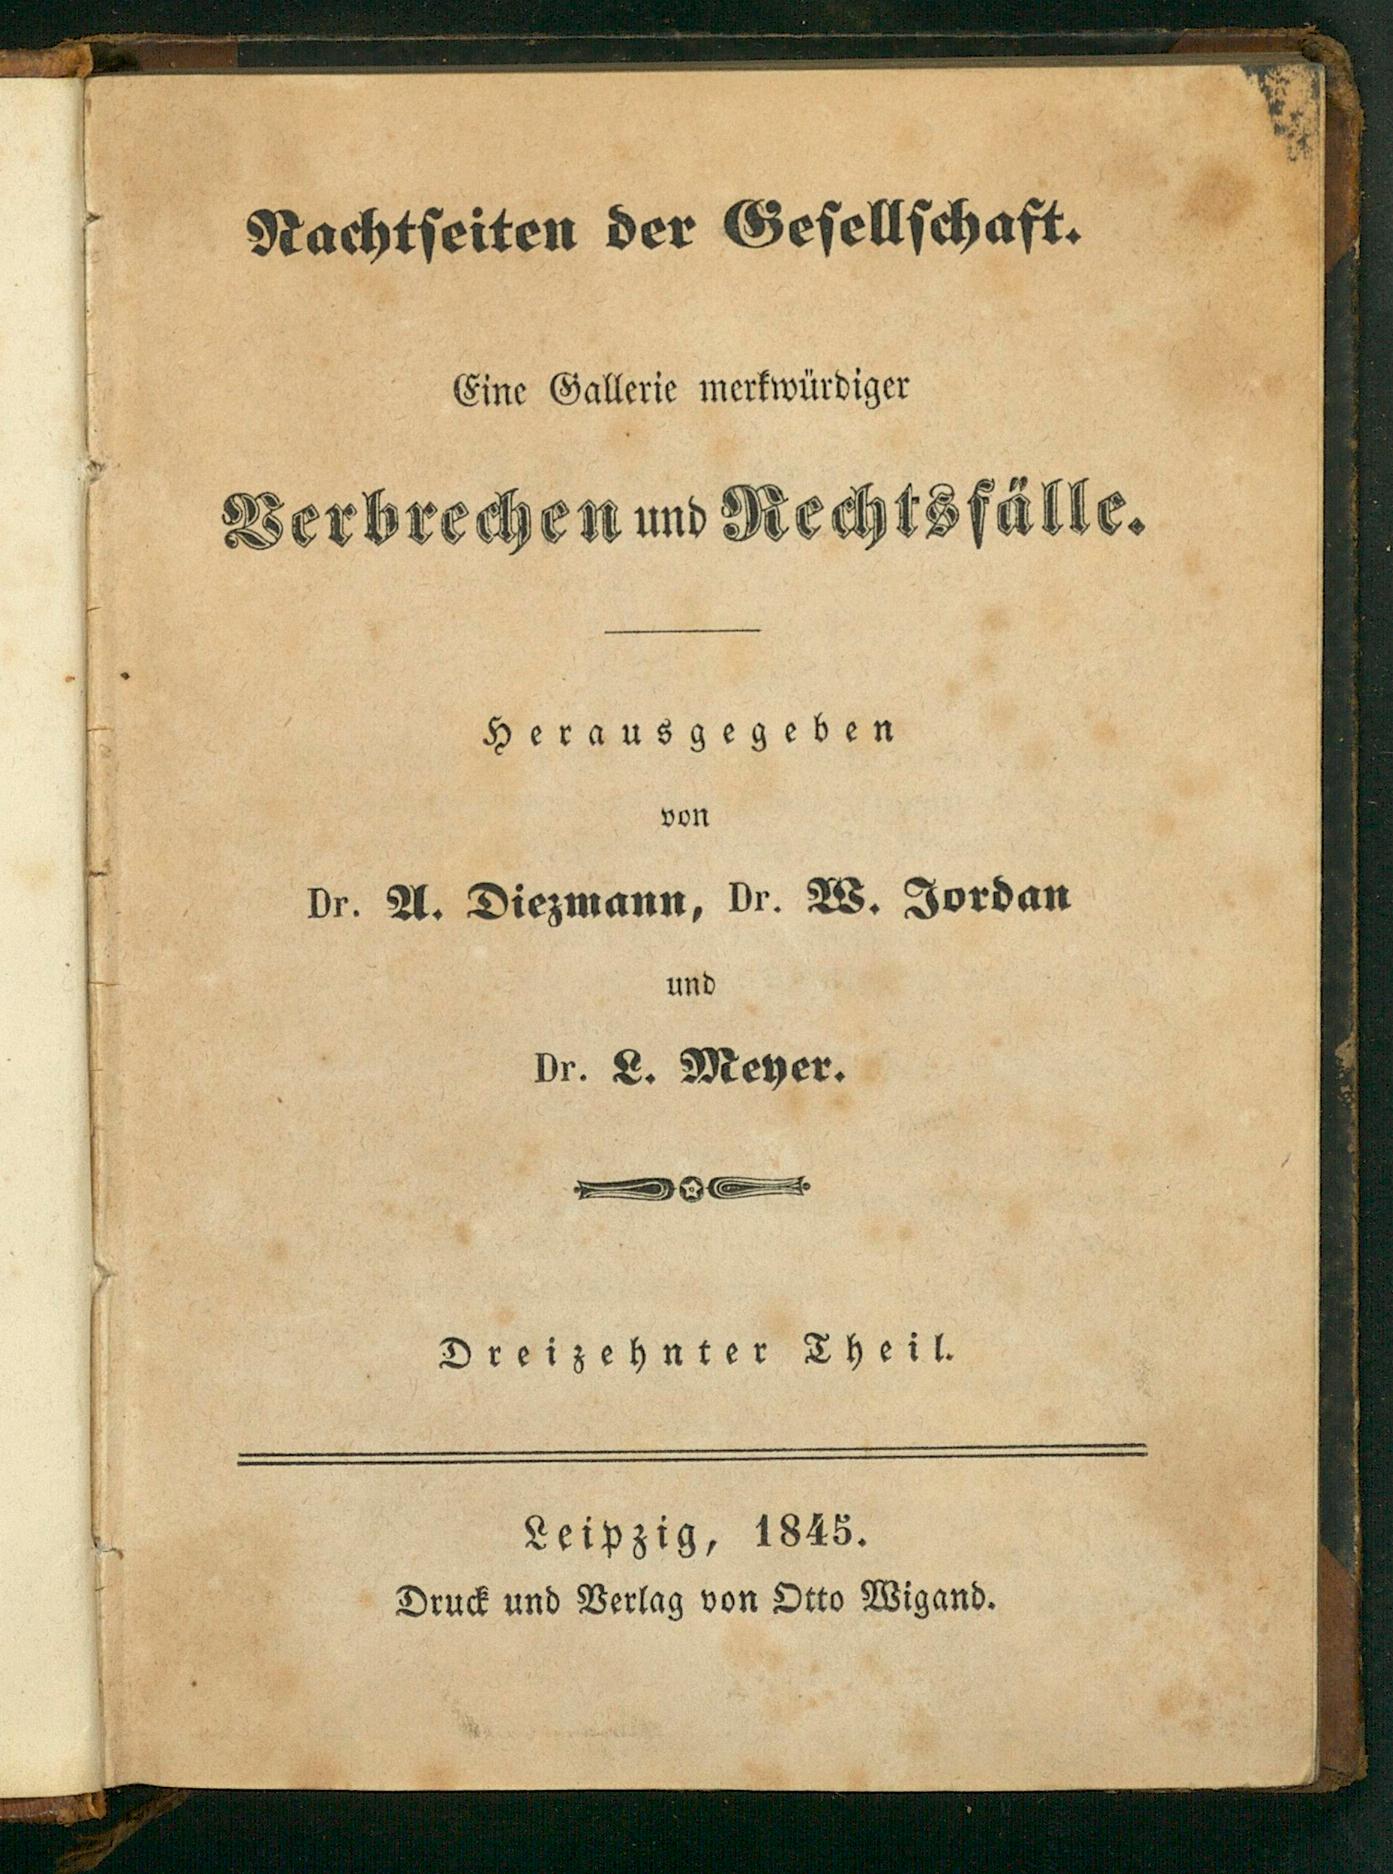 Nachtseiten der Gesellschaft.
Eine Gallerie merkwürdiger
Verbrechen und Rechtsfälle.
Herausgegeben
von
Dr. A. Diezmann, Dr. W. Jordan
und
Dr. L. Meyer.
Dreizehnter Theil.
Leipzig, 1845.
Druck und Verlag von Otto Wigand.